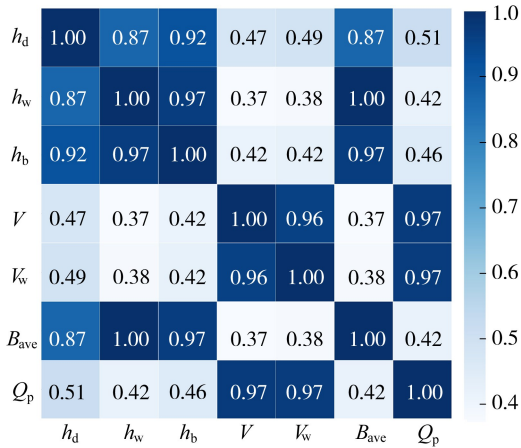 h_d 1.00 0.87 0.92 0.47 0.49 0.87 0.51
h_w 0.87 1.00 0.97 0.37 0.38 1.00 0.42
h_b 0.92 0.97 1.00 0.42 0.42 0.97 0.46
V 0.47 0.37 0.42 1.00 0.96 0.37 0.97
V_w 0.49 0.38 0.42 0.96 1.00 0.38 0.97
B_ave 0.87 1.00 0.97 0.37 0.38 1.00 0.42
Q_p 0.51 0.42 0.46 0.97 0.97 0.42 1.00
h_d h_w h_b V V_w B_ave Q_p
1.0
0.9
0.8
0.7
0.6
0.5
0.4